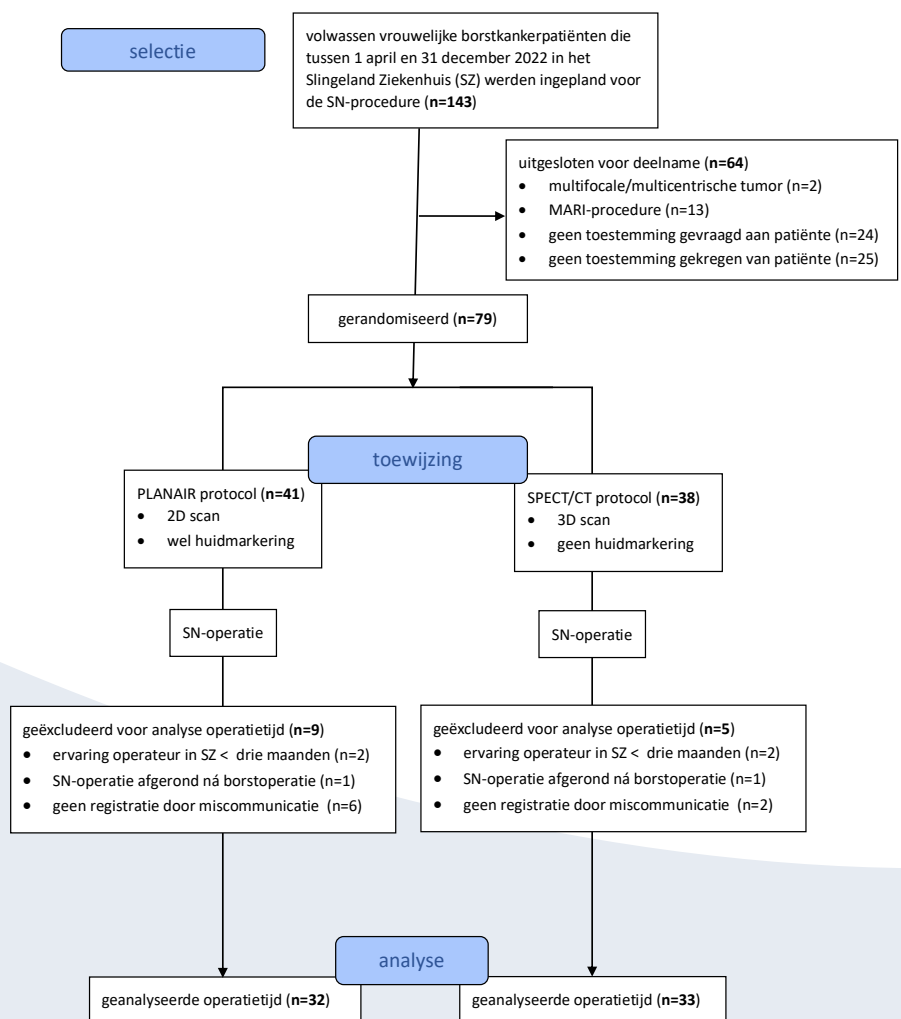 selectie
volwassen vrouwelijke borstkankerpatiënten die
tussen 1 april en 31 december 2022 in het
Slingeland Ziekenhuis (SZ) werden ingepland voor
de SN-procedure (n=143)
uitgesloten voor deelname (n=64)
• multifocale/multicentrische tumor (n=2)
• MARI-procedure (n=13)
• geen toestemming gevraagd aan patiënte (n=24)
• geen toestemming gekregen van patiënte (n=25)
gerandomiseerd (n=79)
toewijzing
PLANAIR protocol (n=41)
• 2D scan
• wel huidmarkering
SPECT/CT protocol (n=38)
• 3D scan
• geen huidmarkering
SN-operatie
SN-operatie
geëxcludeerd voor analyse operatietijd (n=9)
• ervaring operateur in SZ < drie maanden (n=2)
• SN-operatie afgerond ná borstoperatie (n=1)
• geen registratie door miscommunicatie (n=6)
geëxcludeerd voor analyse operatietijd (n=5)
• ervaring operateur in SZ < drie maanden (n=2)
• SN-operatie afgerond ná borstoperatie (n=1)
• geen registratie door miscommunicatie (n=2)
analyse
geanalyseerde operatietijd (n=32)
geanalyseerde operatietijd (n=33)